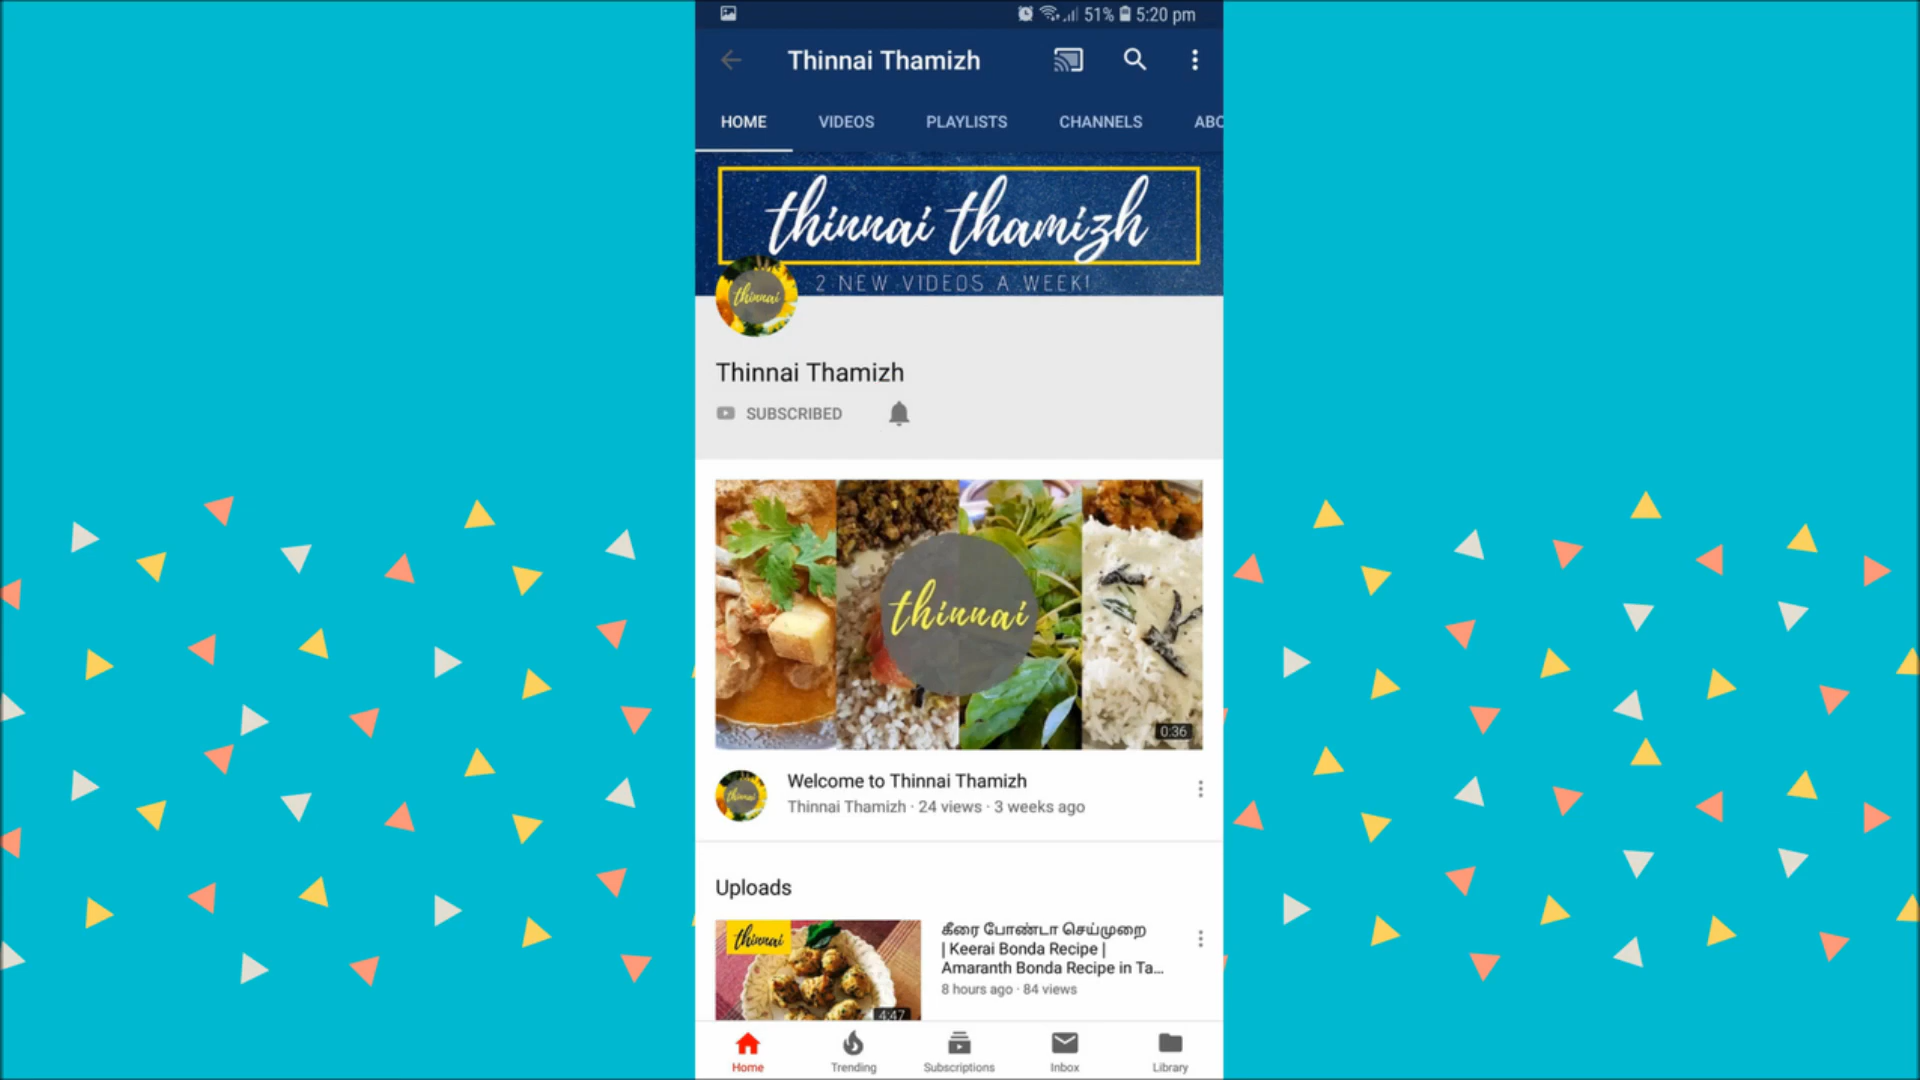 51% 5:20 pm
Thinnai Thamizh
HOME VIDEOS PLAYLISTS CHANNELS ABO
thinnai thamizh
2 NEW VIDEOS A WEEK!
thinnai
Thinnai Thamizh
SUBSCRIBED
thinnai
0:36
thinnai
Welcome to Thinnai Thamizh
Thinnai Thamizh · 24 views · 3 weeks ago
Uploads
thinnai
4:47
கீரை போண்டா செய்முறை
| Keerai Bonda Recipe |
Amaranth Bonda Recipe in Ta...
8 hours ago · 84 views
Home Trending Subscriptions Inbox Library